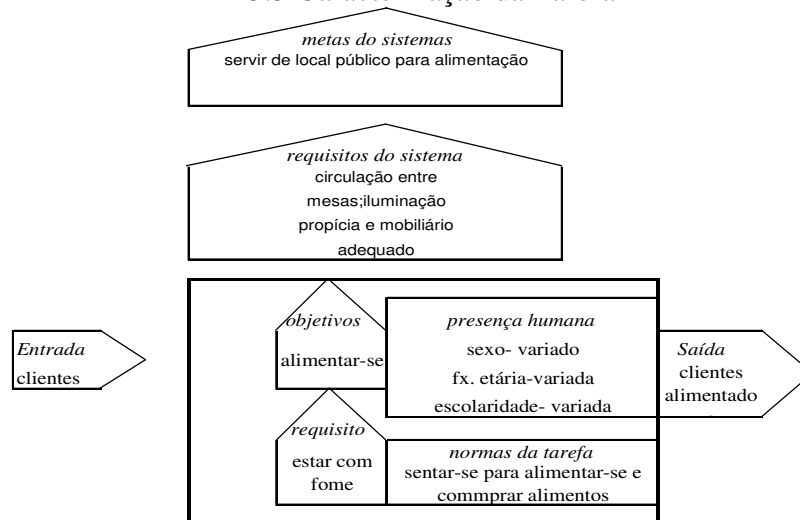 metas do sistemas
servir de local público para alimentação
requisitos do sistema
circulação entre
mesas;iluminação
propícia e mobiliário
adequado
Entrada
clientes
objetivos
alimentar-se
presença humana
sexo- variado
fx. etária-variada
escolaridade- variada
Saída
clientes
alimentado
requisito
estar com
fome
normas da tarefa
sentar-se para alimentar-se e
commprar alimentos